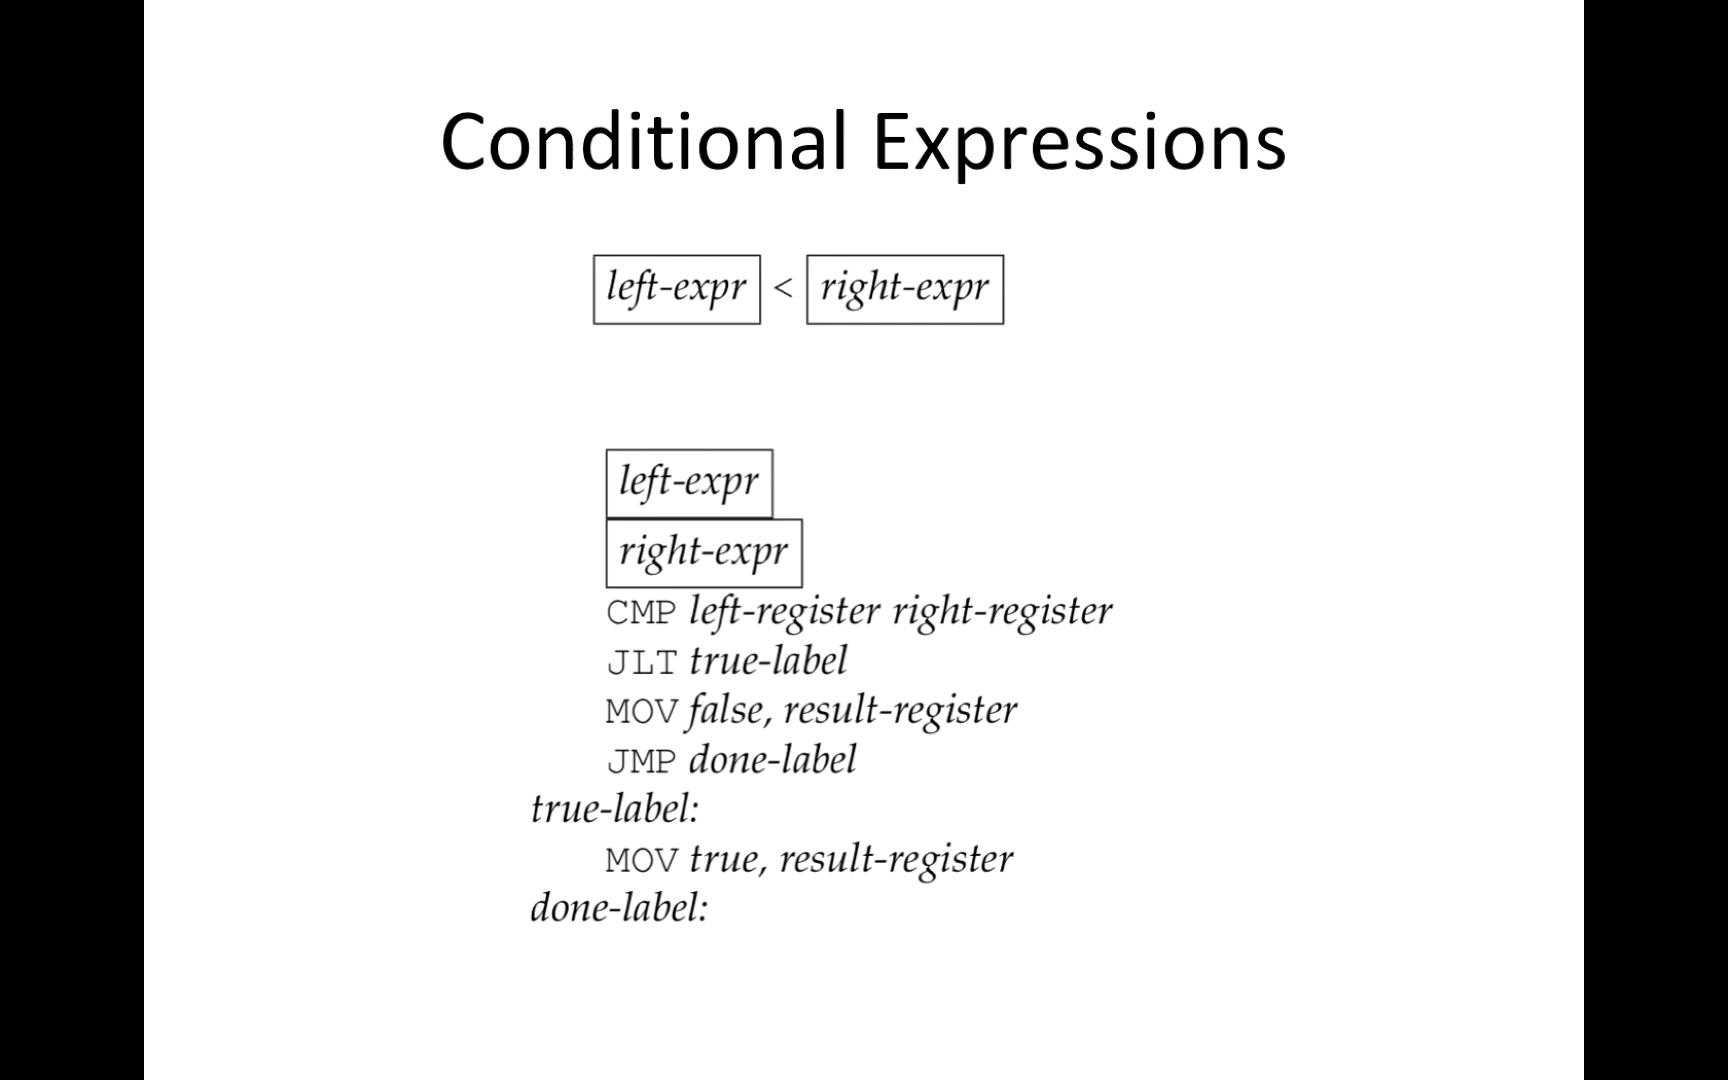 Conditional Expressions
left-expr < right-expr
left-expr
right-expr
CMP left-register right-register
JLT true-label
MOV false, result-register
JMP done-label
true-label:
MOV true, result-register
done-label: